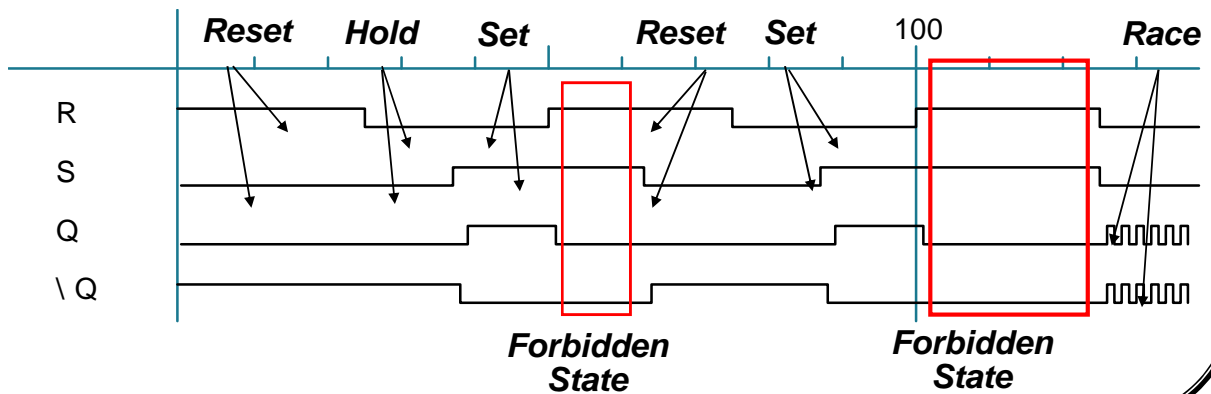 Reset Hold Set Reset Set 100 Race
R
S
Q
\ Q
Forbidden State
Forbidden State